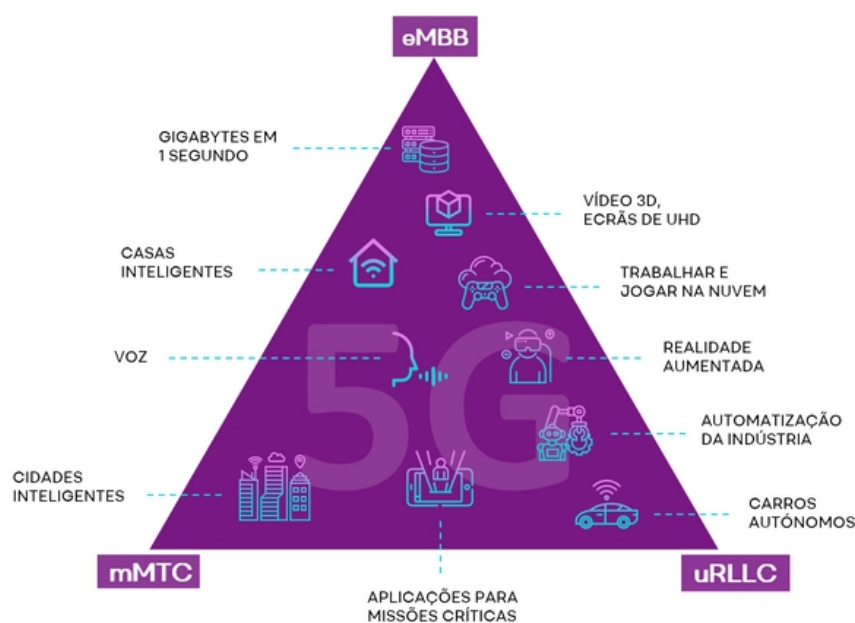 eMBB
GIGABYTES EM
1 SEGUNDO
VÍDEO 3D,
ECRÃS DE UHD
CASAS
INTELIGENTES
TRABALHAR E
JOGAR NA NUVEM
5G
VOZ
REALIDADE
AUMENTADA
AUTOMATIZAÇÃO
DA INDÚSTRIA
CIDADES
INTELIGENTES
CARROS
AUTÓNOMOS
mMTC
uRLLC
APLICAÇÕES PARA
MISSÕES CRÍTICAS